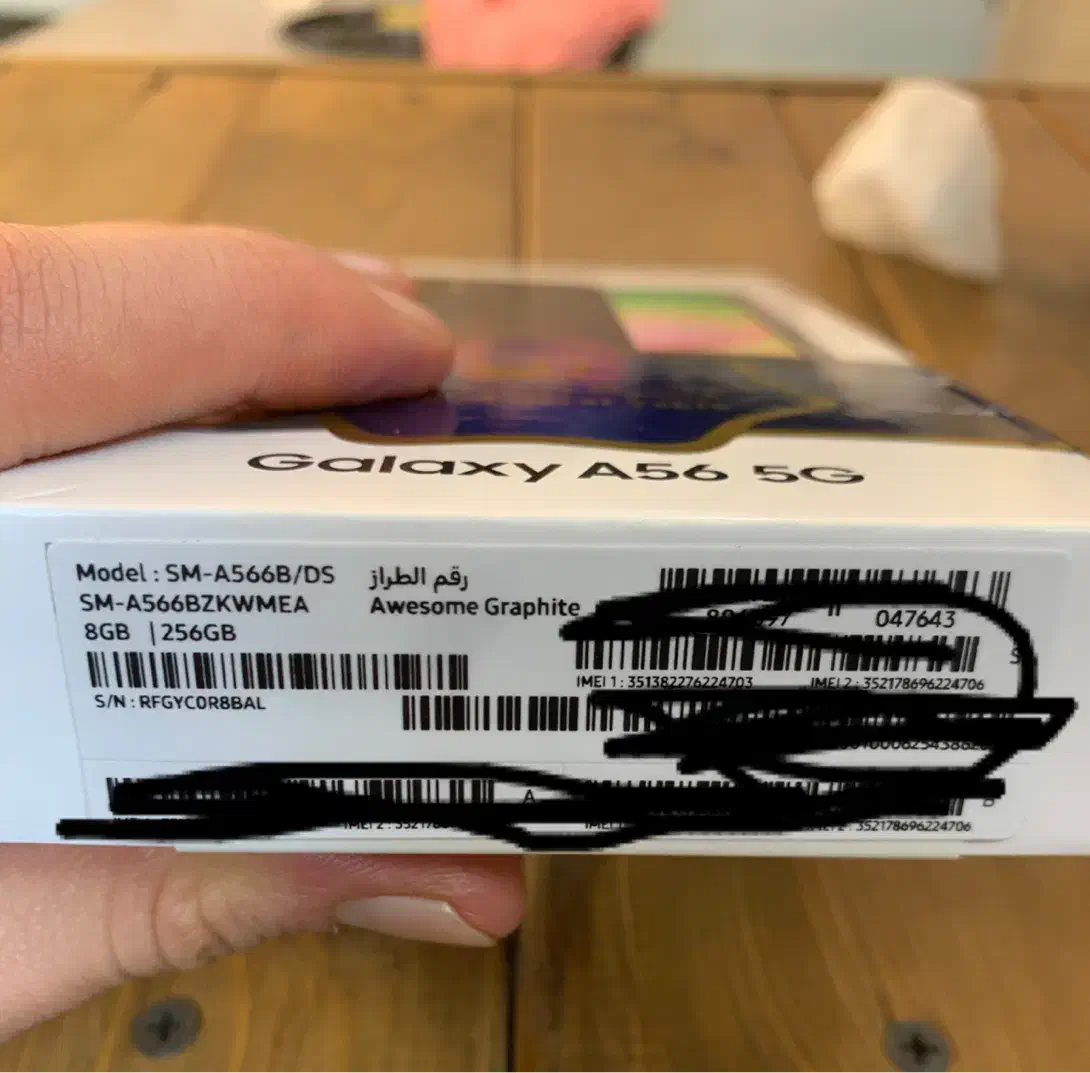 Galaxy A56 5G
Model : SM-A566B/DS رقم الطراز
SM-A566BZKWMEA Awesome Graphite
8GB | 256GB
047643
S
IMEI 1 : 351382276224703 IMEI 2 : 352178696224706
S/N : RFGYC0R8BAL
A
B
IMEI 2 : 352178696224706